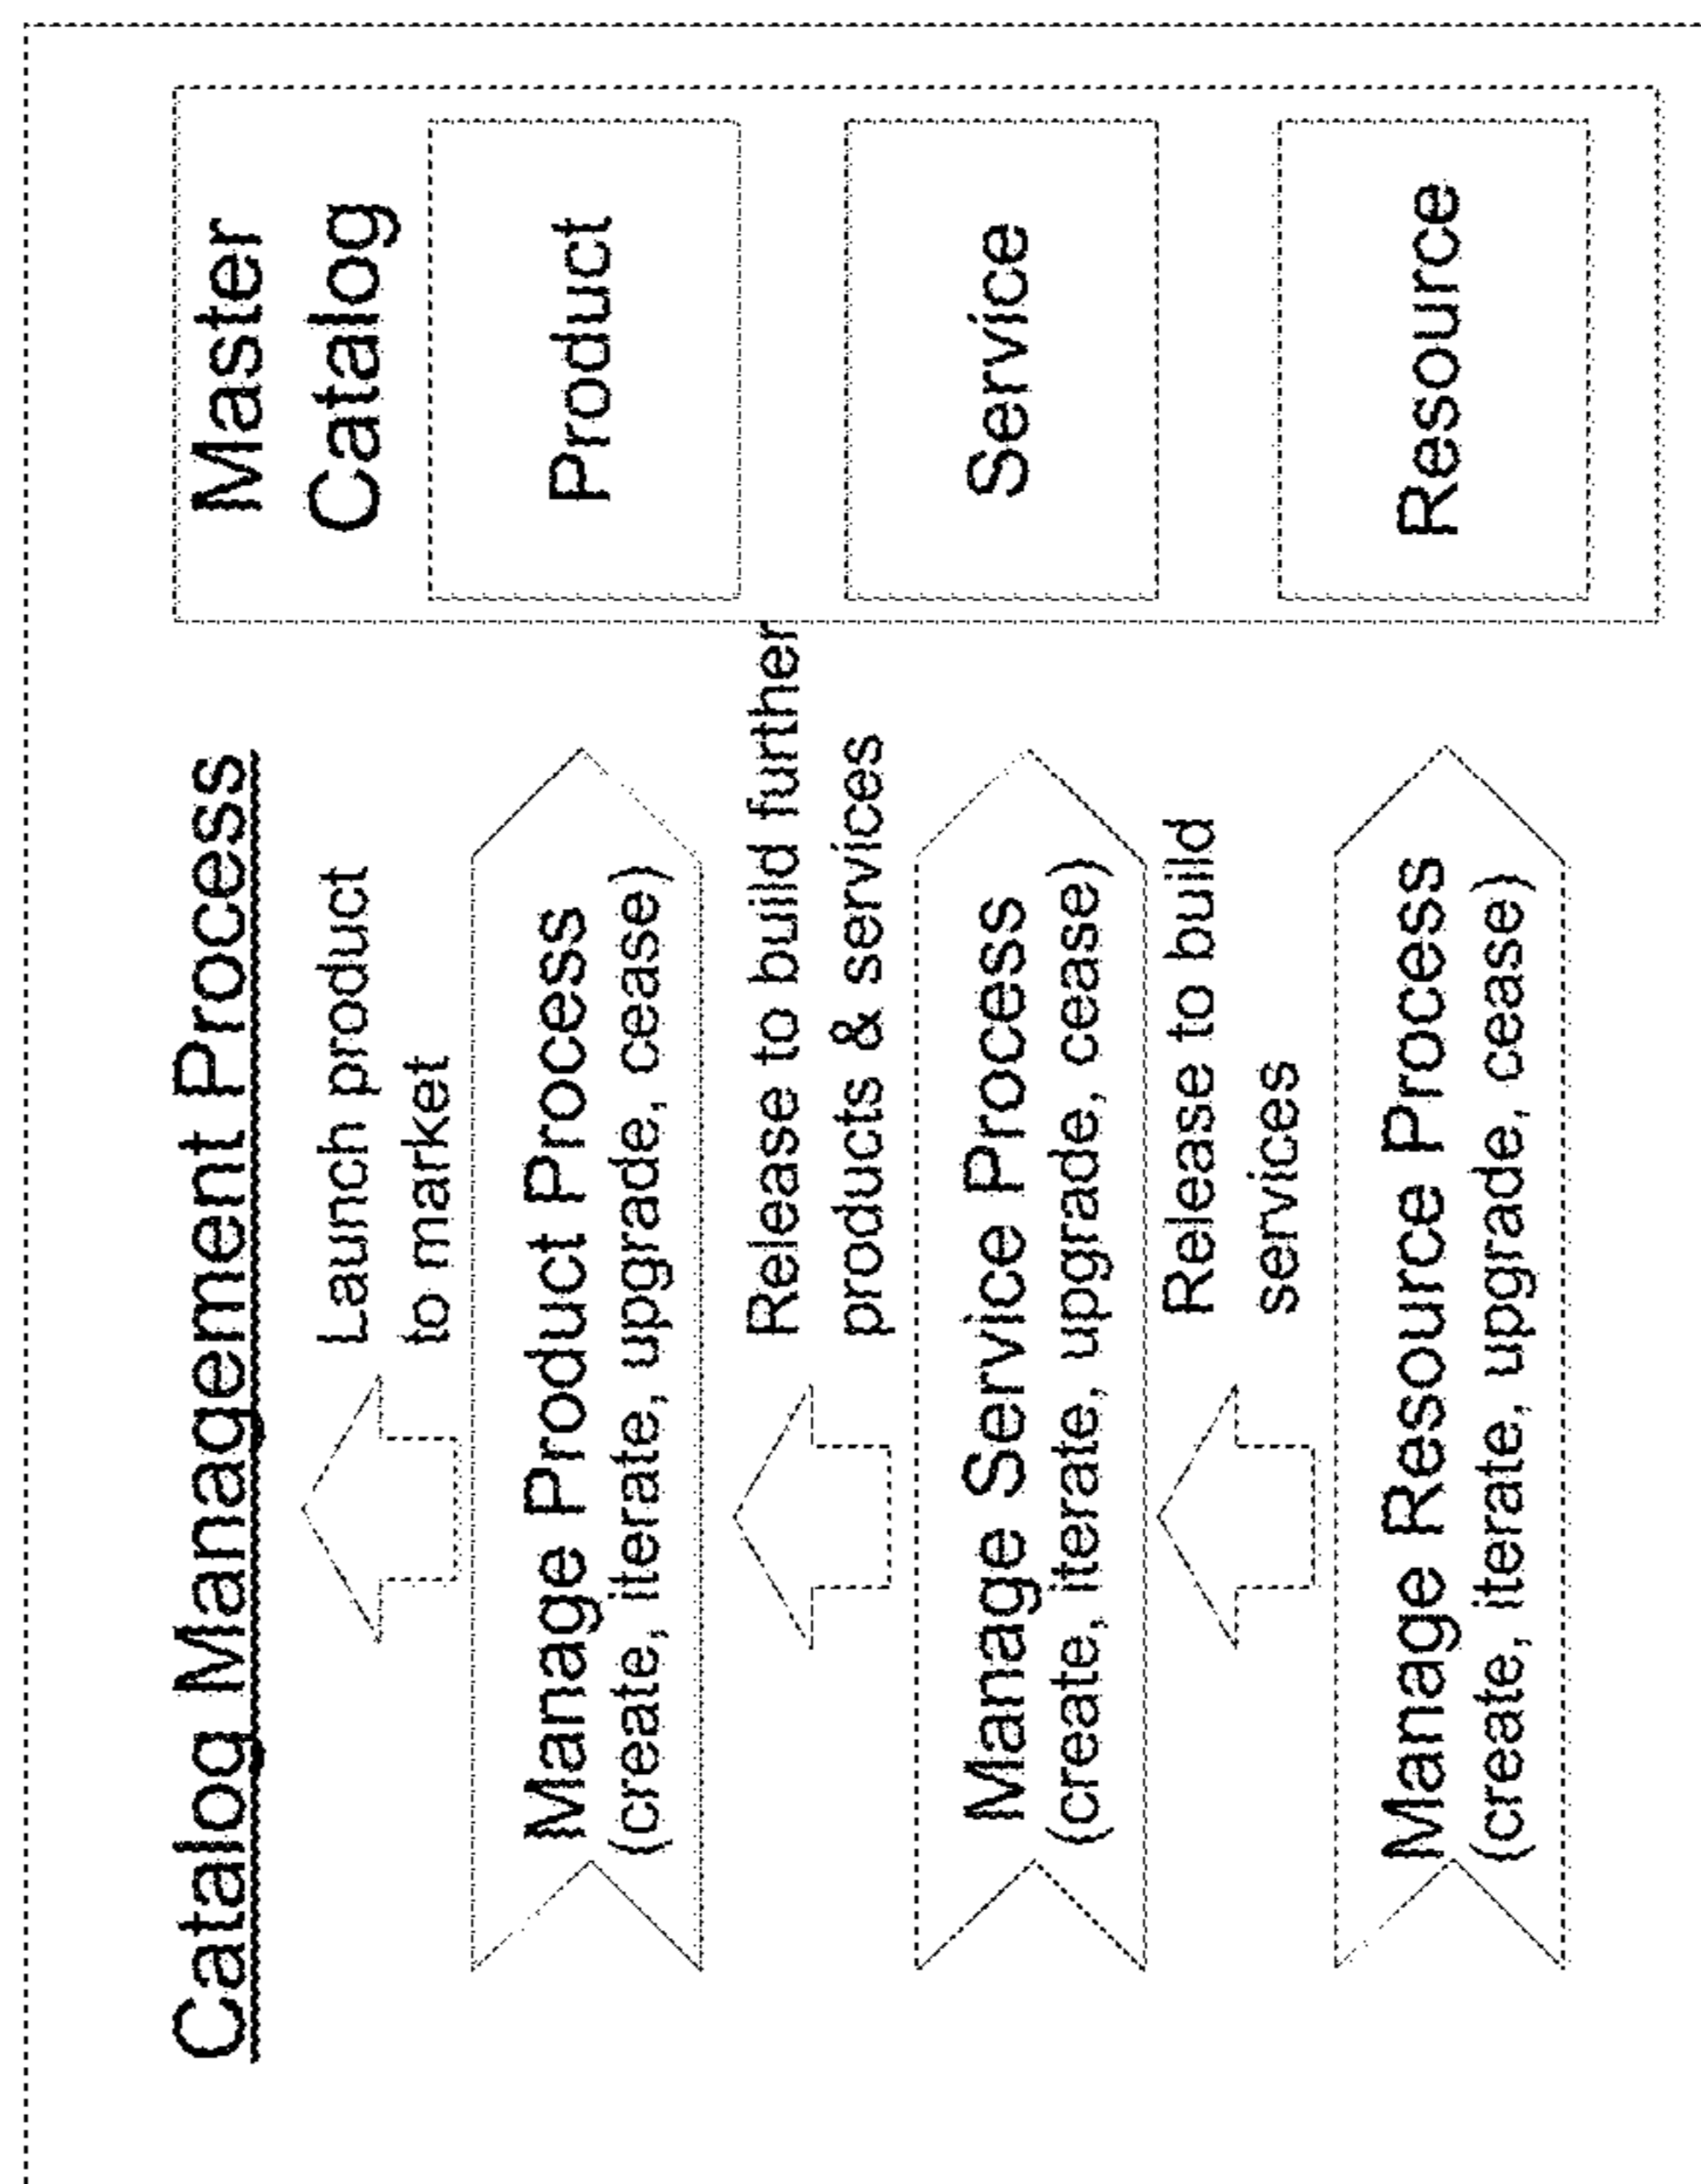 Catalog Management Process
Launch product
to market
Manage Product Process
(create, iterate, upgrade, cease)
Release to build further
products & services
Manage Service Process
(create, iterate, upgrade, cease)
Release to build
services
Manage Resource Process
(create, iterate, upgrade, cease)
Master
Catalog
Product
Service
Resource